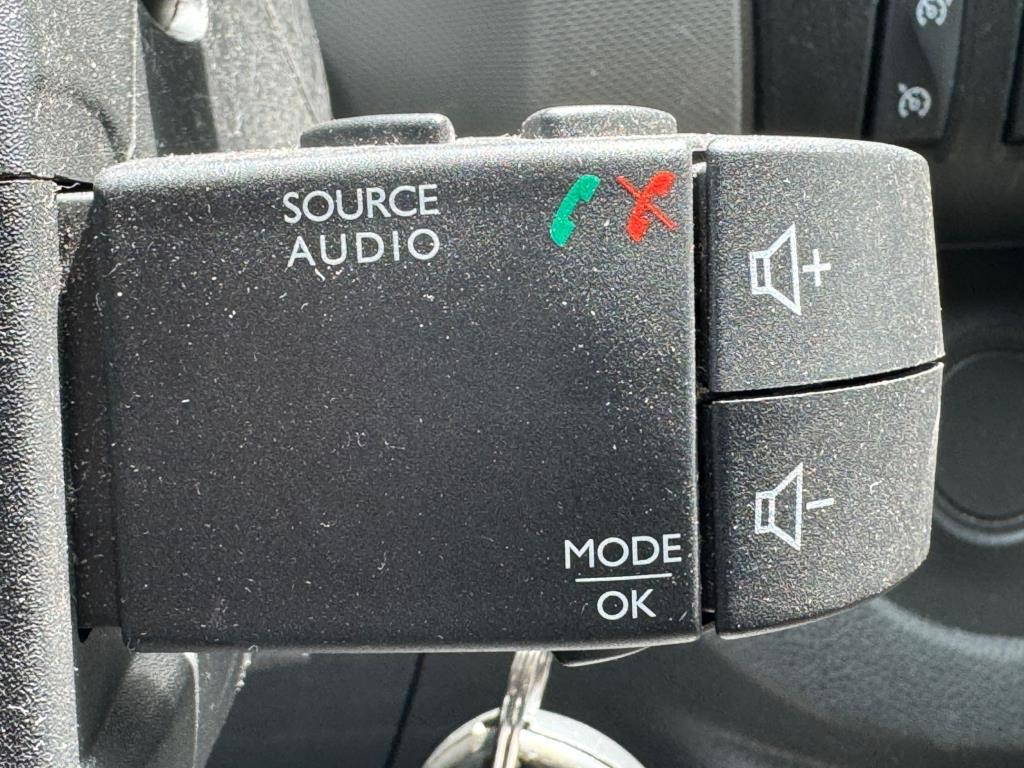 SOURCE
AUDIO
+
-
MODE
OK